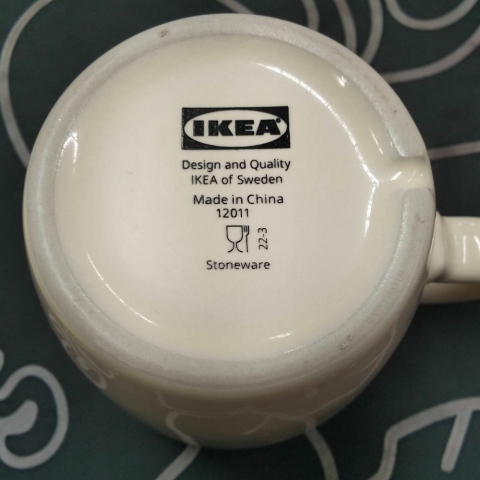 IKEA
Design and Quality
IKEA of Sweden
Made in China
12011
22-3
Stoneware